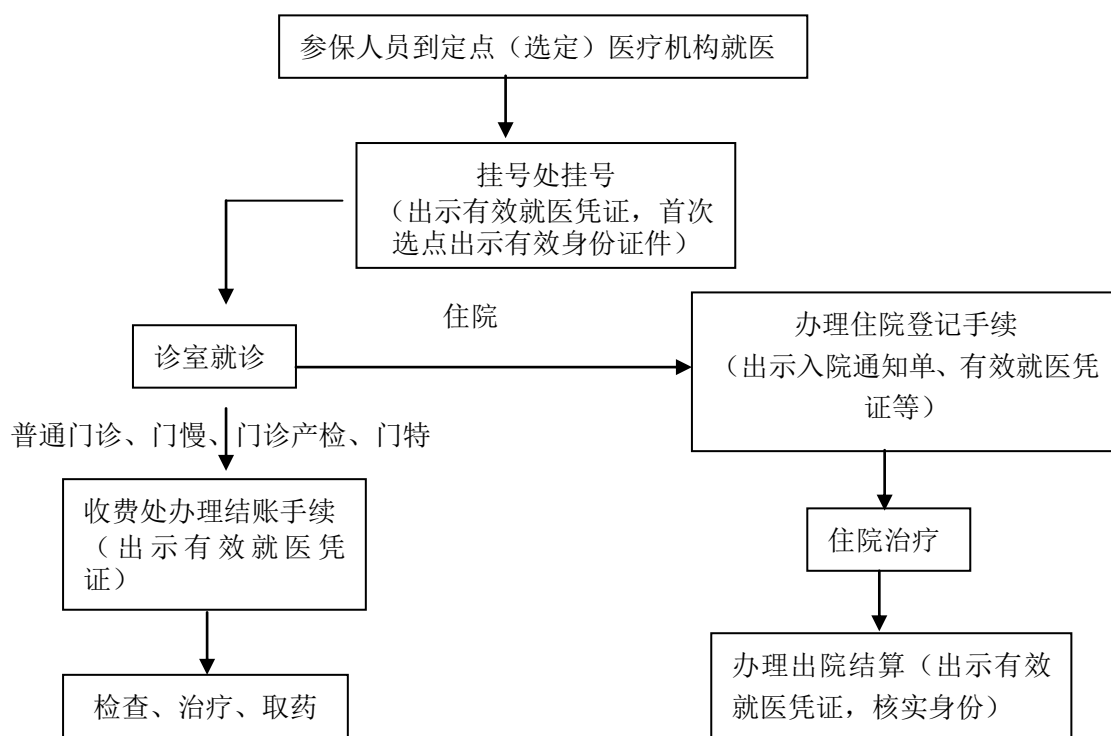 参保人员到定点（选定）医疗机构就医
挂号处挂号
（出示有效就医凭证，首次
选点出示有效身份证件）
住院
诊室就诊
办理住院登记手续
（出示入院通知单、有效就医凭
证等）
普通门诊、门慢、门诊产检、门特
收费处办理结账手续
（出示有效就医凭
证）
检查、治疗、取药
住院治疗
办理出院结算（出示有效
就医凭证，核实身份）